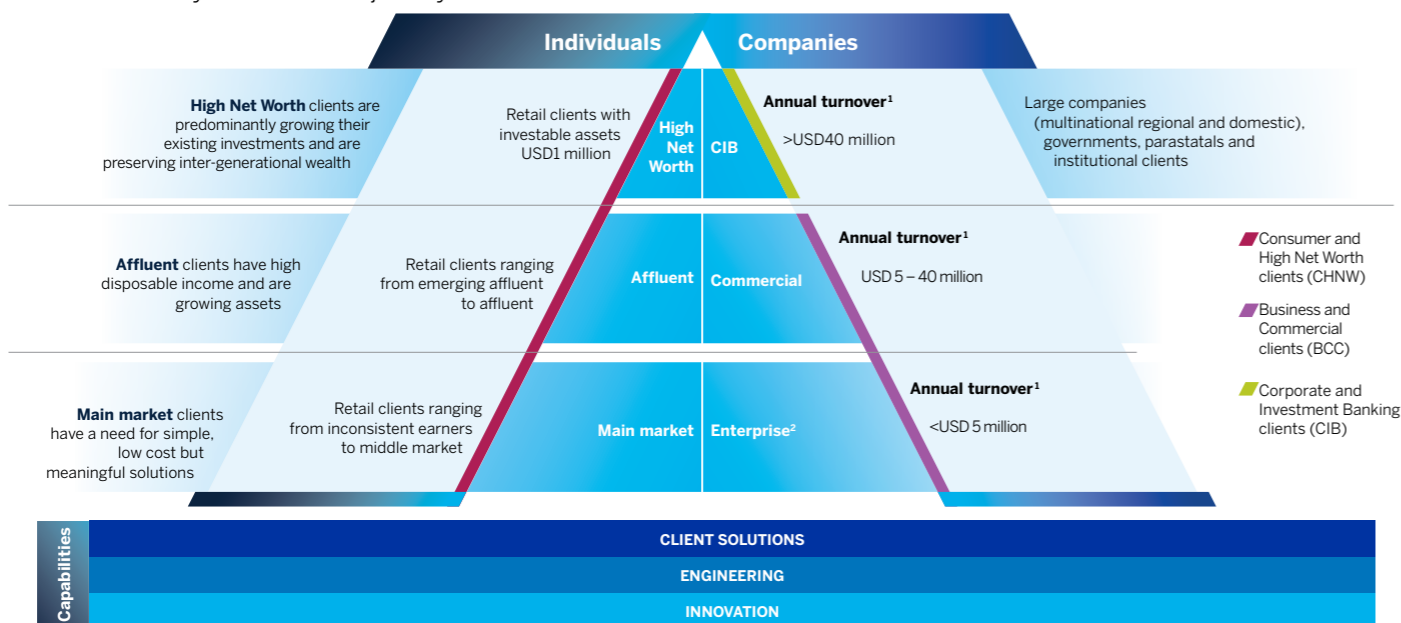 Individuals
Companies
High Net Worth clients are
predominantly growing their
existing investments and are
preserving inter-generational wealth
Retail clients with
investable assets
USD1 million
High
Net
Worth
CIB
Annual turnover¹
>USD40 million
Large companies
(multinational regional and domestic),
governments, parastatals and
institutional clients
Affluent clients have high
disposable income and are
growing assets
Retail clients ranging
from emerging affluent
to affluent
Affluent
Commercial
Annual turnover¹
USD 5 – 40 million
Main market clients
have a need for simple,
low cost but
meaningful solutions
Retail clients ranging
from inconsistent earners
to middle market
Main market
Enterprise²
Annual turnover¹
<USD 5 million
Consumer and
High Net Worth
clients (CHNW)
Business and
Commercial
clients (BCC)
Corporate and
Investment Banking
clients (CIB)
Capabilities
CLIENT SOLUTIONS
ENGINEERING
INNOVATION